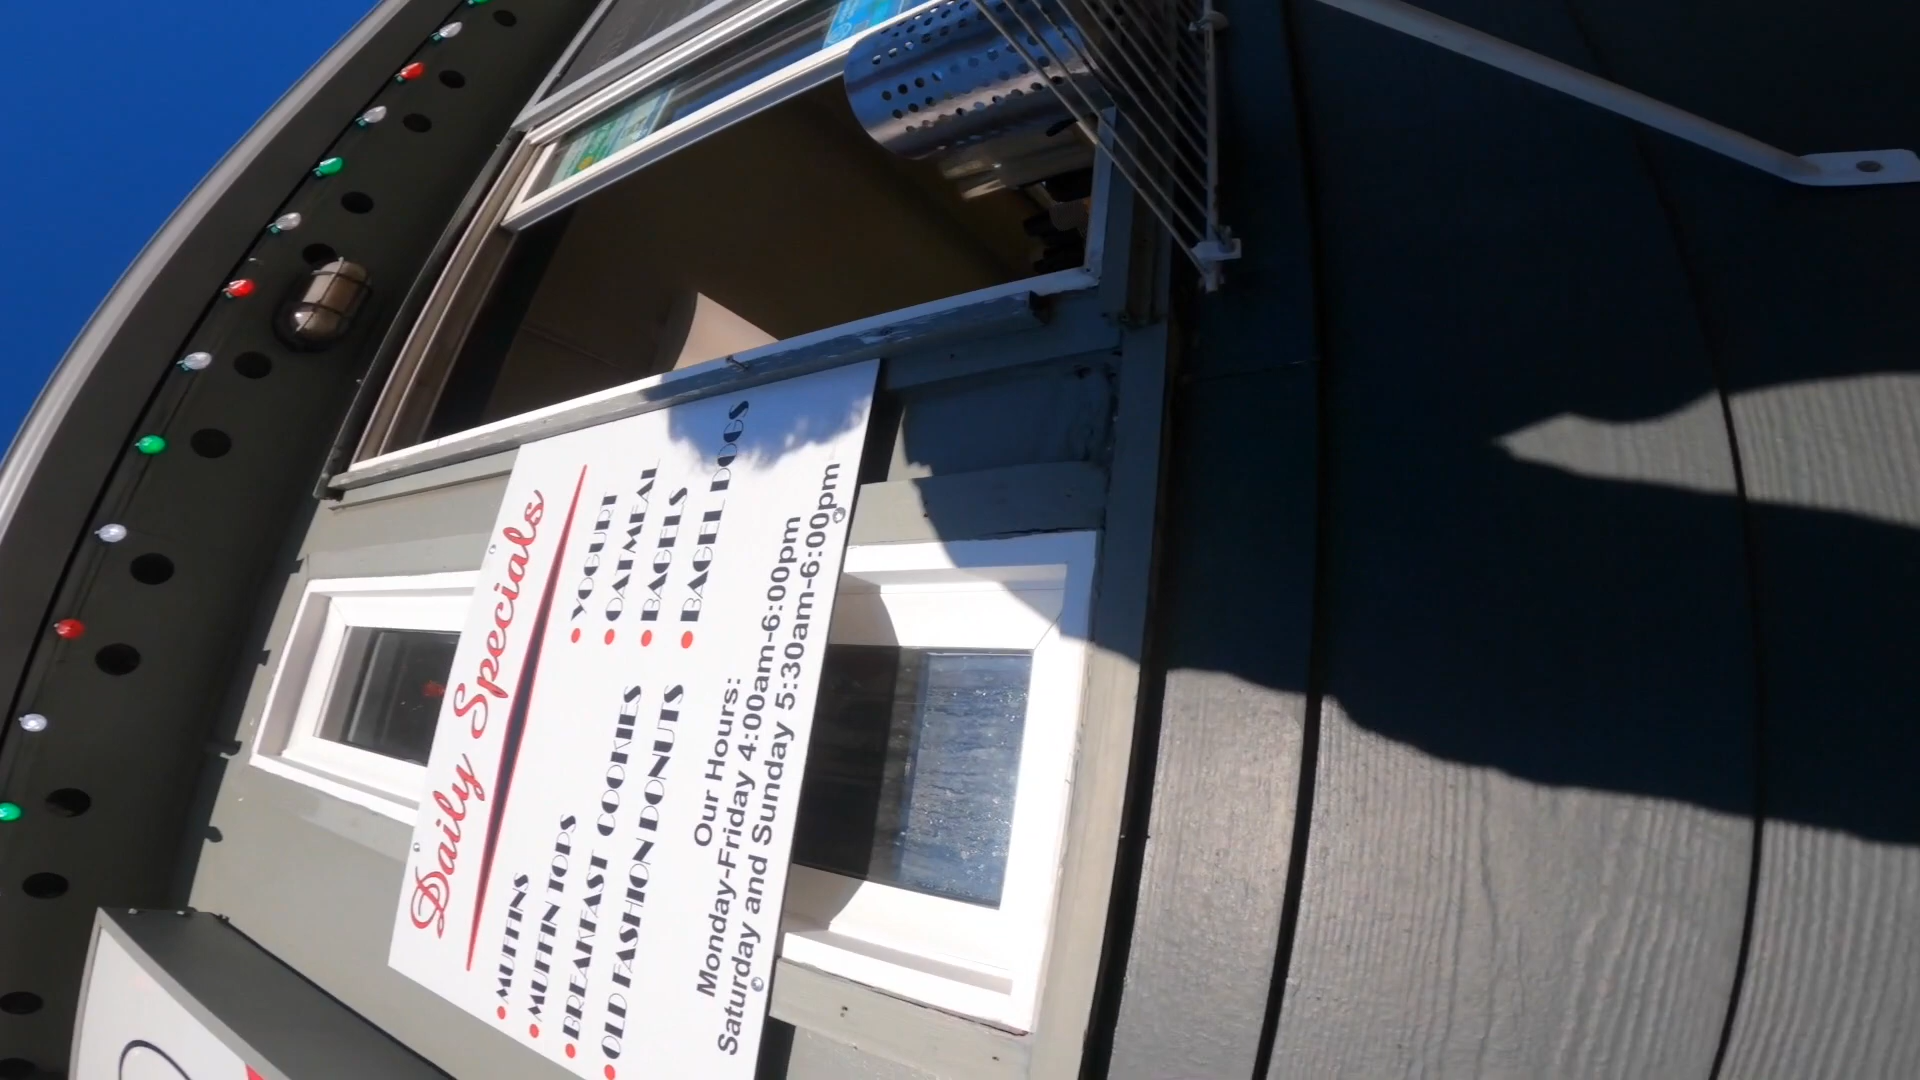 Daily Specials
• MUFFINS
• MUFFIN TOPS
• BREAKFAST COOKIES
• OLD FASHION DONUTS
• YOGURT
• OATMEAL
• BAGELS
• BAGEL DOGS
Our Hours:
Monday-Friday 4:00am-6:00pm
Saturday and Sunday 5:30am-6:00pm